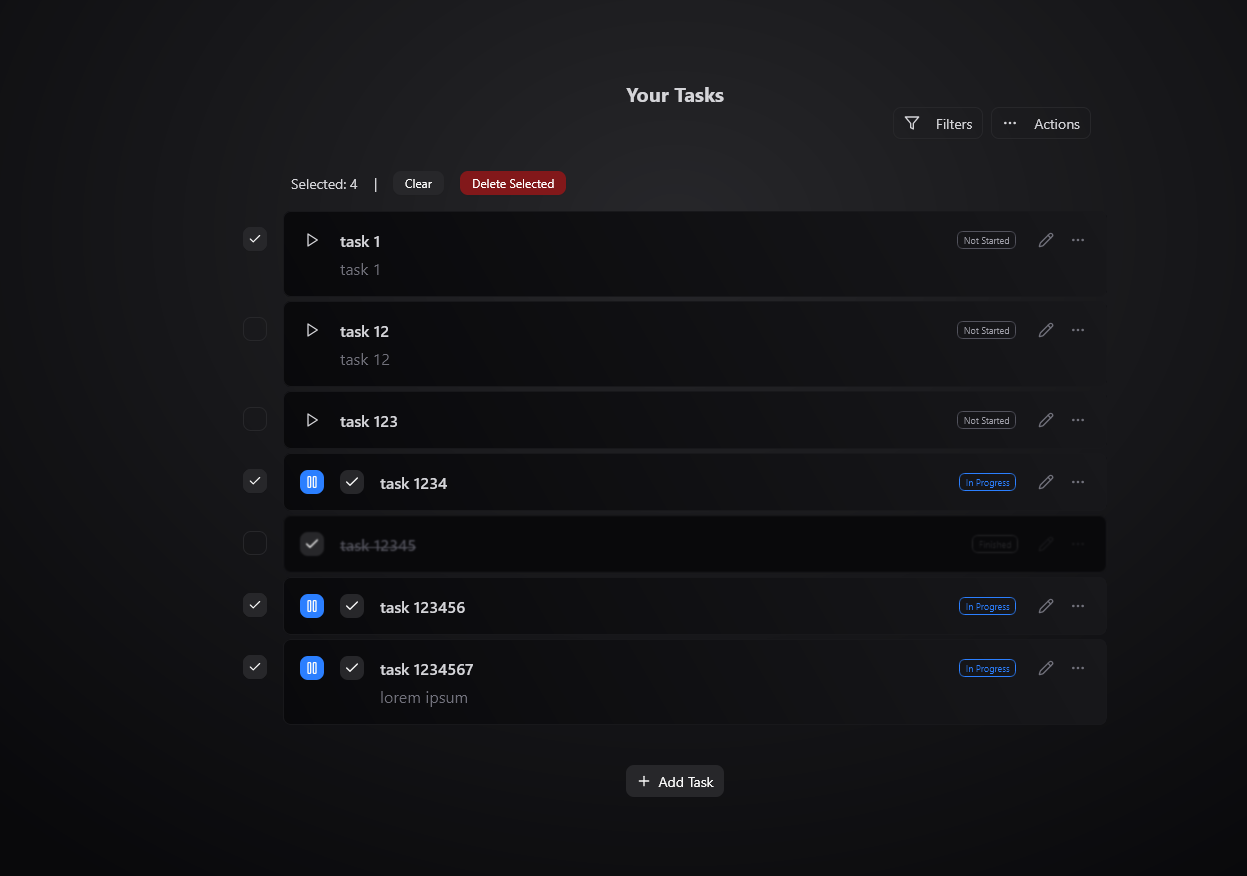 Your Tasks
Filters
Actions
Selected: 4 | Clear Delete Selected
task 1 Not Started
task 1
task 12 Not Started
task 12
task 123 Not Started
task 1234 In Progress
task 12345 Finished
task 123456 In Progress
task 1234567 In Progress
lorem ipsum
+ Add Task